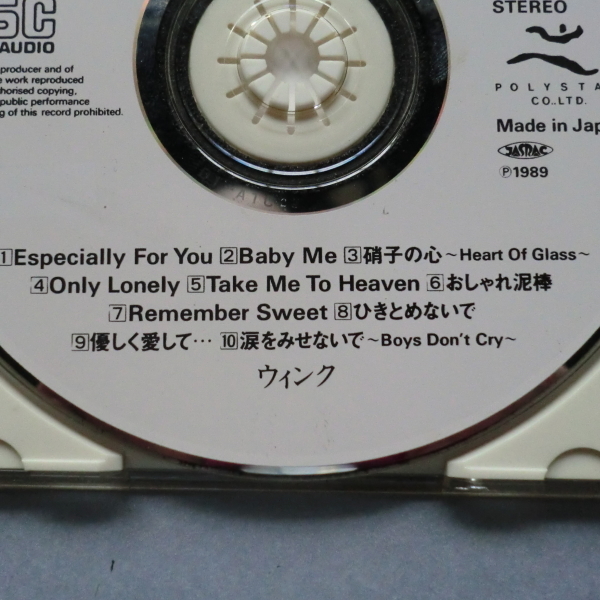 STEREO
AUDIO
producer and of
work reproduced
copying,
public performance
of this record prohibited.
POLYSTA
CO.,LTD.
Made in Jap
JASRAC
Ⓟ1989
1 Especially For You 2 Baby Me 3 硝子の心~Heart Of Glass~
4 Only Lonely 5 Take Me To Heaven 6 おしゃれ泥棒
7 Remember Sweet 8 ひきとめないで
9 優しく愛して… 10 涙をみせないで~Boys Don't Cry~
ウィンク